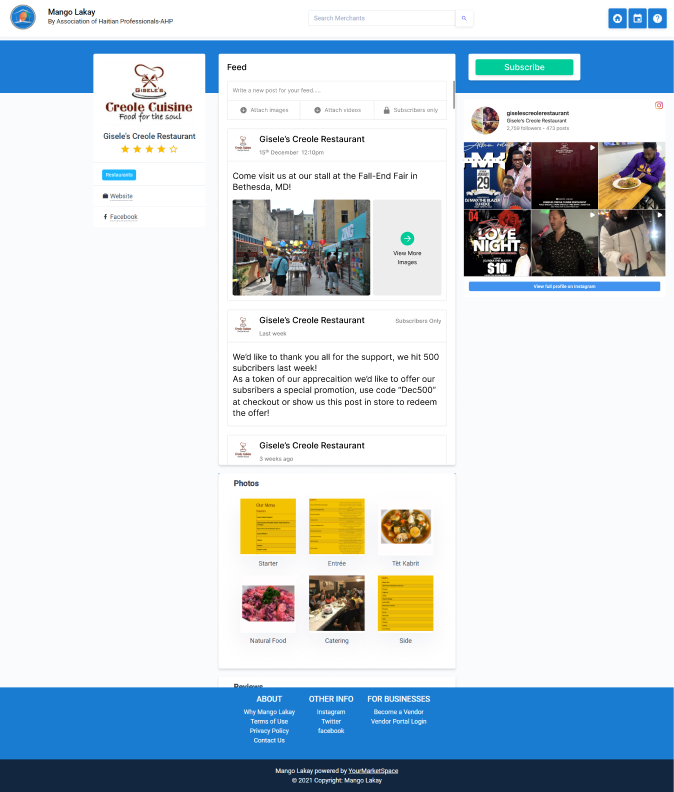 Mango Lakay
By Association of Haitian Professionals-AHP
Search Merchants
GISELE'S
Creole Cuisine
Food for the soul
Gisele's Creole Restaurant
Restaurants
Website
Facebook
Feed
Write a new post for your feed.....
Attach images
Attach videos
Subscribers only
Gisele's Creole Restaurant
15th December 12:10pm
Come visit us at our stall at the Fall-End Fair in
Bethesda, MD!
View More
Images
Gisele's Creole Restaurant
Subscribers Only
Last week
We'd like to thank you all for the support, we hit 500
subcribers last week!
As a token of our apprecaition we'd like to offer our
subsribers a special promotion, use code "Dec500"
at checkout or show us this post in store to redeem
the offer!
Gisele's Creole Restaurant
3 weeks ago
Subscribe
giselescreolerestaurant
Gisele's Creole Restaurant
2,759 followers • 473 posts
29
04
LOVE
NIGHT
$10
View full profile on Instagram
Photos
Our Menu
Starter
Entrée
Tèt Kabrit
Natural Food
Catering
Side
Reviews
ABOUT
Why Mango Lakay
Terms of Use
Privacy Policy
Contact Us
OTHER INFO
Instagram
Twitter
facebook
FOR BUSINESSES
Become a Vendor
Vendor Portal Login
Mango Lakay powered by YourMarketSpace
© 2021 Copyright: Mango Lakay